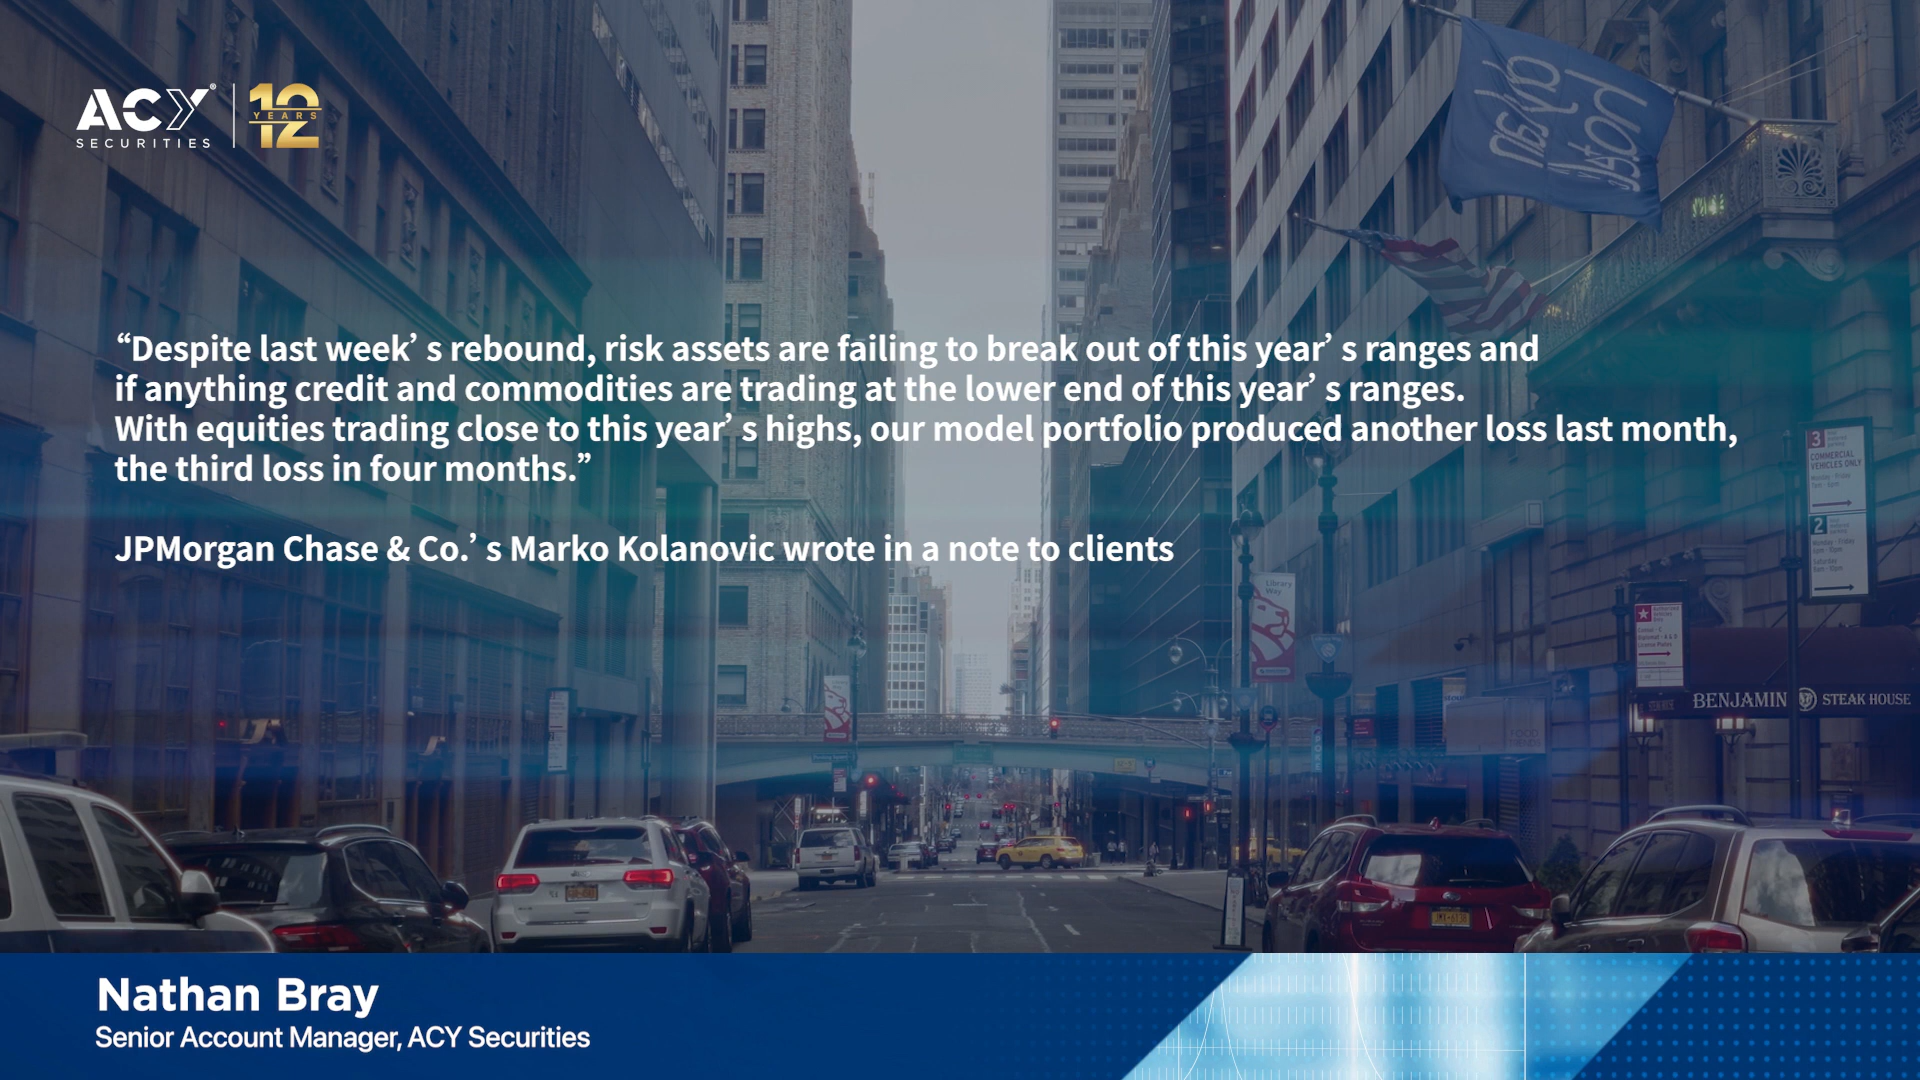 ACY
SECURITIES
12
YEARS
“Despite last week’ s rebound, risk assets are failing to break out of this year’ s ranges and
if anything credit and commodities are trading at the lower end of this year’ s ranges.
With equities trading close to this year’ s highs, our model portfolio produced another loss last month,
the third loss in four months.”
JPMorgan Chase & Co.’ s Marko Kolanovic wrote in a note to clients
Library
Way
3
COMMERCIAL
VEHICLES ONLY
2
BENJAMIN STEAK HOUSE
Nathan Bray
Senior Account Manager, ACY Securities